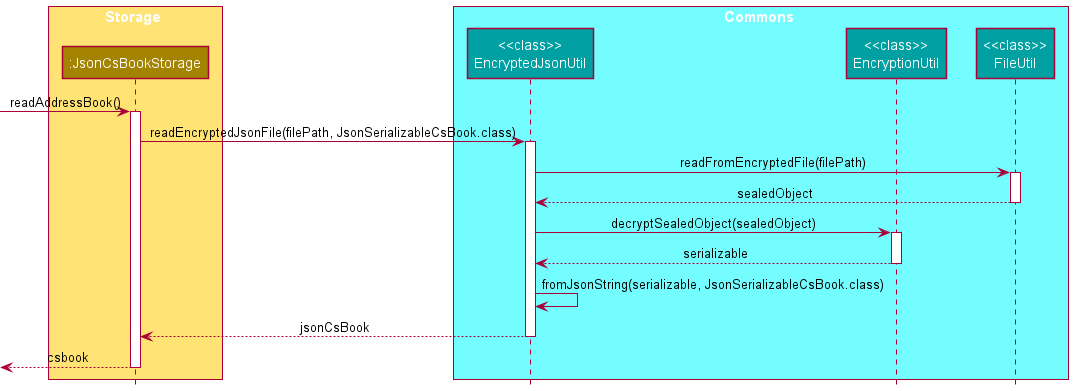 Storage
Commons
:JsonCsBookStorage
<<class>>
EncryptedJsonUtil
<<class>>
EncryptionUtil
<<class>>
FileUtil
readAddressBook()
readEncryptedJsonFile(filePath, JsonSerializableCsBook.class)
readFromEncryptedFile(filePath)
sealedObject
decryptSealedObject(sealedObject)
serializable
fromJsonString(serializable, JsonSerializableCsBook.class)
jsonCsBook
csbook